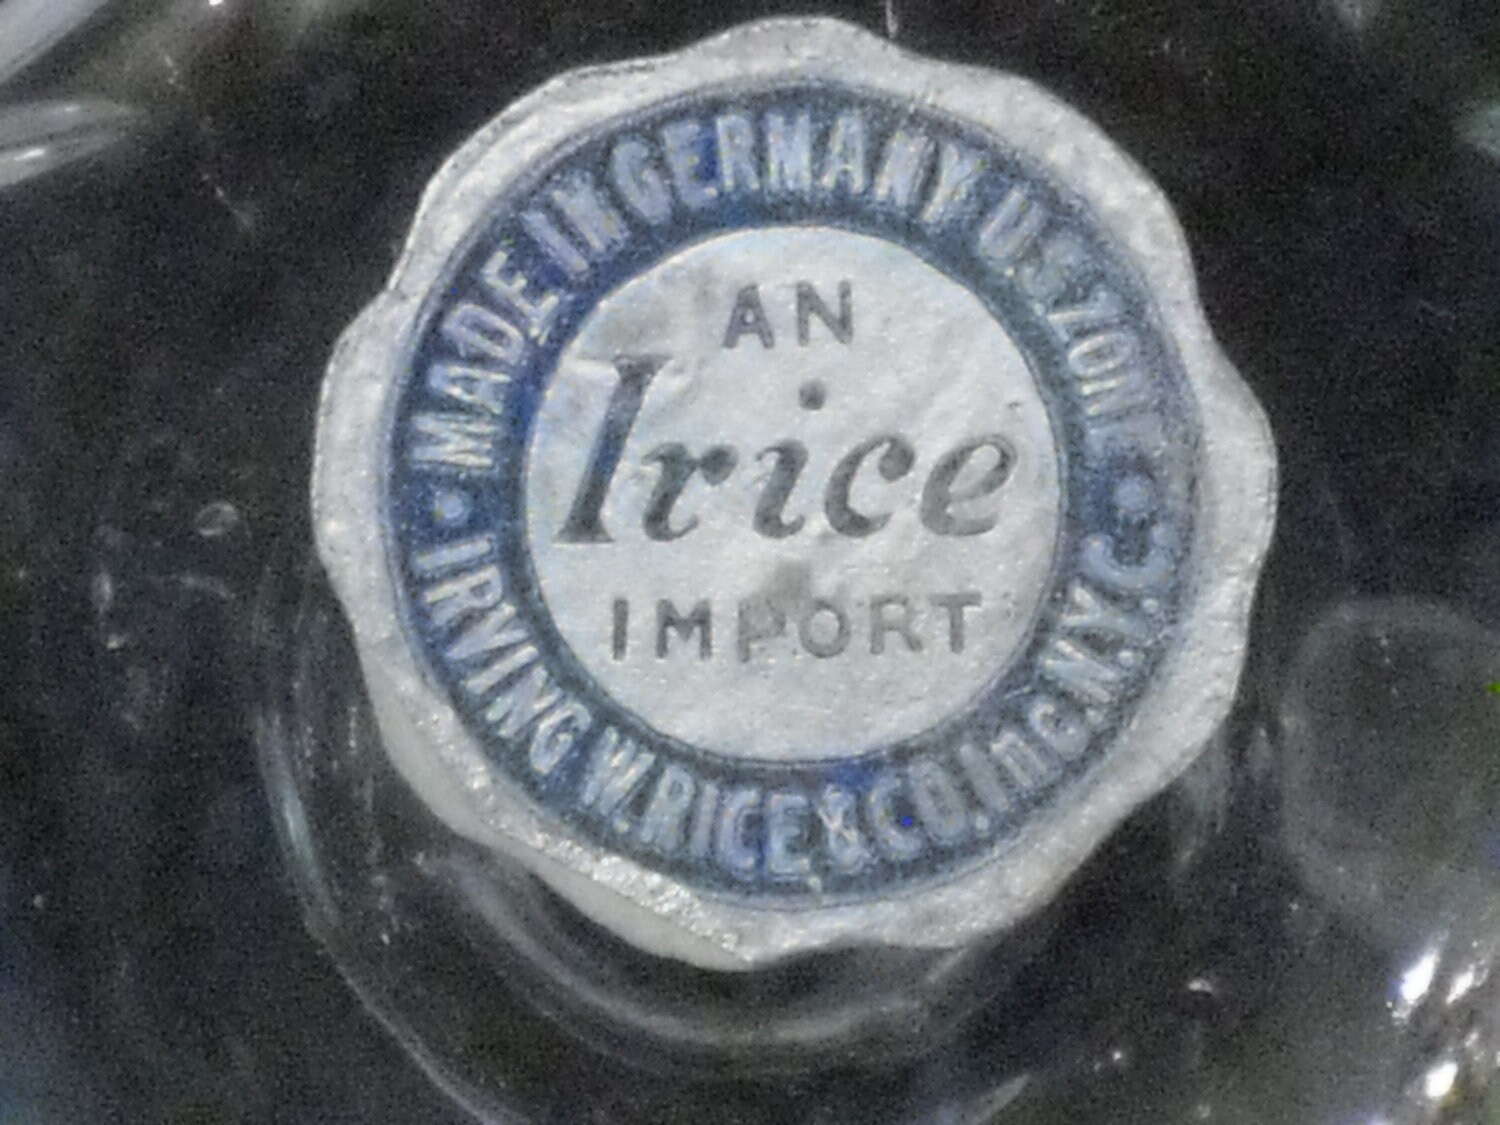 MADE IN GERMANY U.S. ZONE
AN
Irice
IMPORT
IRVING W. RICE & CO. Inc. N.Y.C.